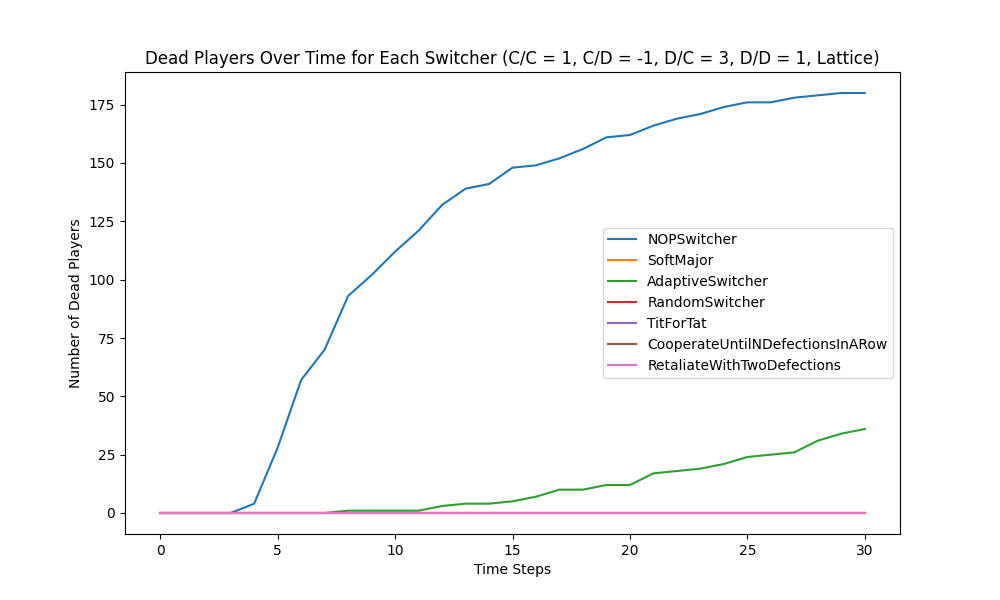 Dead Players Over Time for Each Switcher (C/C = 1, C/D = -1, D/C = 3, D/D = 1, Lattice)
Number of Dead Players
175
150
125
100
75
50
25
0
NOPSwitcher
SoftMajor
AdaptiveSwitcher
RandomSwitcher
TitForTat
CooperateUntilNDefectionsInARow
RetaliateWithTwoDefections
0 5 10 15 20 25 30
Time Steps